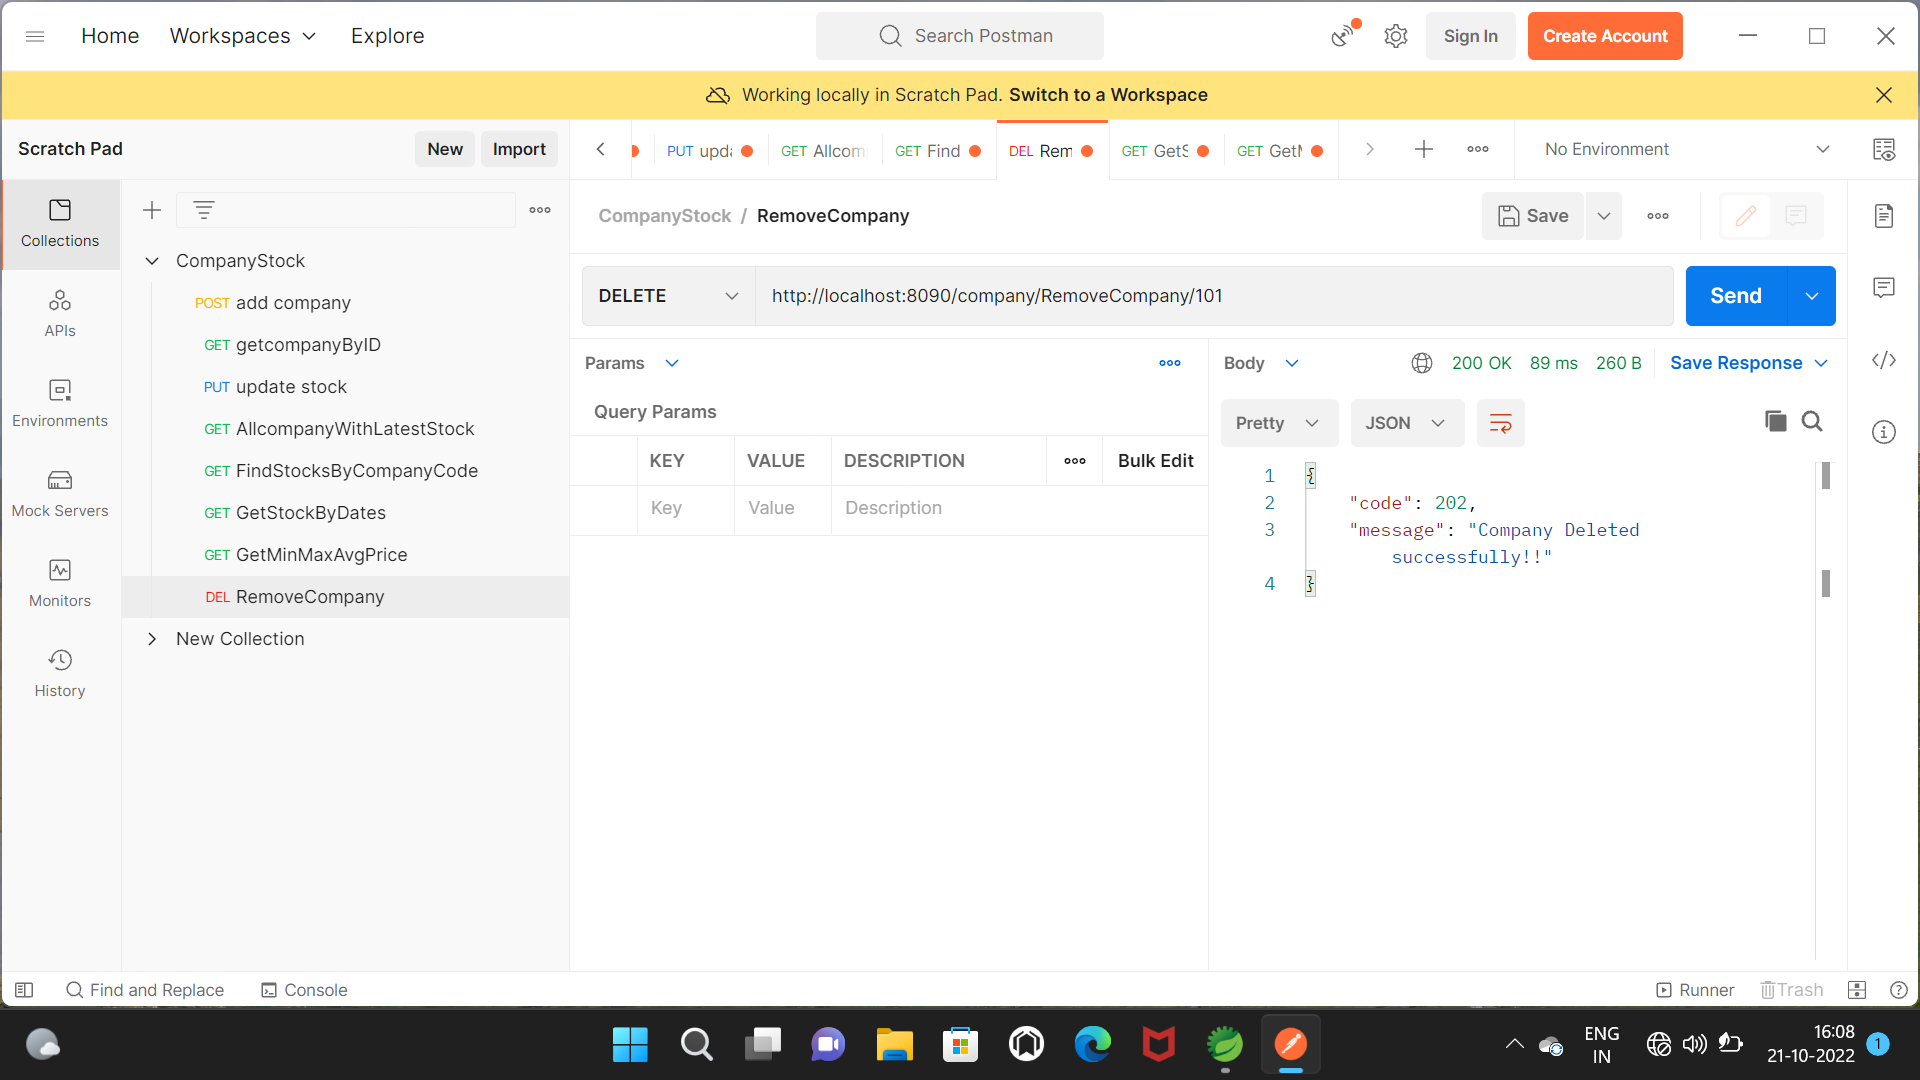 Home Workspaces Explore Search Postman Sign In Create Account
Working locally in Scratch Pad. Switch to a Workspace
Scratch Pad New Import PUT upda GET Allcom GET Find DEL Rem GET GetS GET GetM No Environment
Collections
APIs
Environments
Mock Servers
Monitors
History
CompanyStock
POST add company
GET getcompanyByID
PUT update stock
GET AllcompanyWithLatestStock
GET FindStocksByCompanyCode
GET GetStockByDates
GET GetMinMaxAvgPrice
DEL RemoveCompany
New Collection
CompanyStock / RemoveCompany Save
DELETE http://localhost:8090/company/RemoveCompany/101 Send
Params
Query Params
KEY VALUE DESCRIPTION Bulk Edit
Key Value Description
Body 200 OK 89 ms 260 B Save Response
Pretty JSON
1 {
2 "code": 202,
3 "message": "Company Deleted
successfully!!"
4 }
Find and Replace Console Runner Trash
ENG
IN
16:08
21-10-2022
1